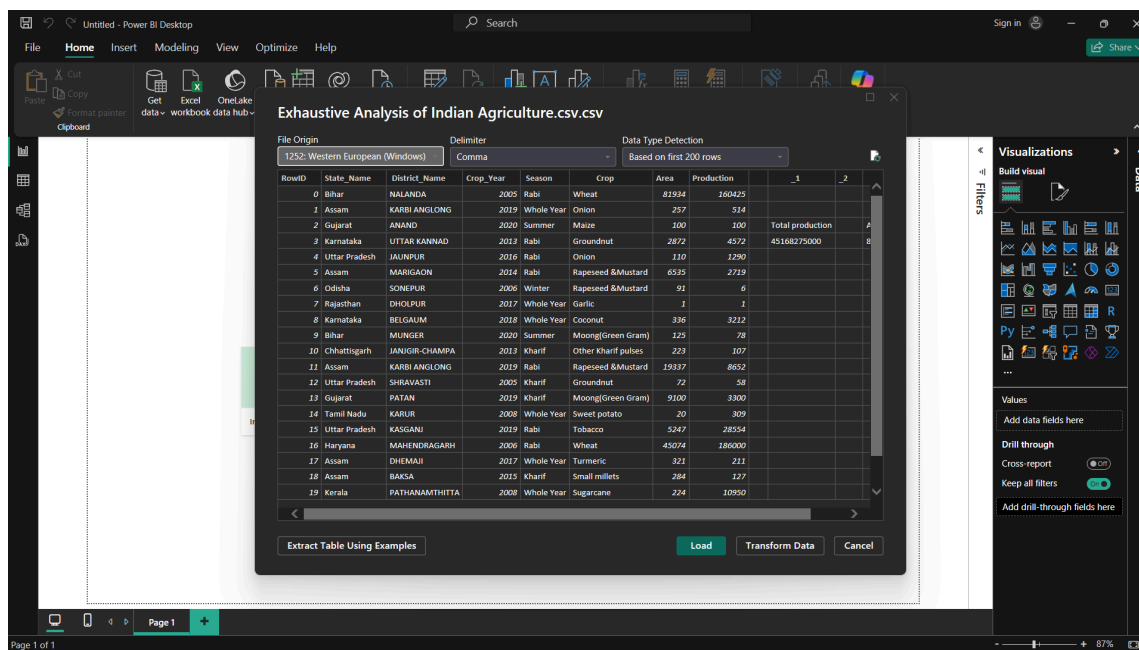 Untitled - Power BI Desktop
Search
Sign in
File Home Insert Modeling View Optimize Help
Share
Paste
Cut
Copy
Format painter
Clipboard
Get data
Excel workbook
OneLake data hub
Exhaustive Analysis of Indian Agriculture.csv.csv
File Origin Delimiter Data Type Detection
1252: Western European (Windows) Comma Based on first 200 rows
RowID State_Name District_Name Crop_Year Season Crop Area Production _1 _2
0 Bihar NALANDA 2005 Rabi Wheat 81934 160425
1 Assam KARBI ANGLONG 2019 Whole Year Onion 257 514
2 Gujarat ANAND 2020 Summer Maize 100 100 Total production A
3 Karnataka UTTAR KANNAD 2013 Rabi Groundnut 2872 4572 45168275000 8
4 Uttar Pradesh JAUNPUR 2016 Rabi Onion 110 1290
5 Assam MARIGAON 2014 Rabi Rapeseed &Mustard 6535 2719
6 Odisha SONEPUR 2006 Winter Rapeseed &Mustard 91 6
7 Rajasthan DHOLPUR 2017 Whole Year Garlic 1 1
8 Karnataka BELGAUM 2018 Whole Year Coconut 336 3212
9 Bihar MUNGER 2020 Summer Moong(Green Gram) 125 78
10 Chhattisgarh JANJGIR-CHAMPA 2013 Kharif Other Kharif pulses 223 107
11 Assam KARBI ANGLONG 2019 Rabi Rapeseed &Mustard 19337 8652
12 Uttar Pradesh SHRAVASTI 2005 Kharif Groundnut 72 58
13 Gujarat PATAN 2019 Kharif Moong(Green Gram) 9100 3300
14 Tamil Nadu KARUR 2008 Whole Year Sweet potato 20 309
15 Uttar Pradesh KASGANJ 2019 Rabi Tobacco 5247 28554
16 Haryana MAHENDRAGARH 2006 Rabi Wheat 45074 186000
17 Assam DHEMAJI 2017 Whole Year Turmeric 321 211
18 Assam BAKSA 2015 Kharif Small millets 284 127
19 Kerala PATHANAMTHITTA 2008 Whole Year Sugarcane 224 10950
Extract Table Using Examples Load Transform Data Cancel
Filters
Visualizations
Data
Build visual
R
Py
Values
Add data fields here
Drill through
Cross-report Off
Keep all filters On
Add drill-through fields here
Page 1
Page 1 of 1
87%